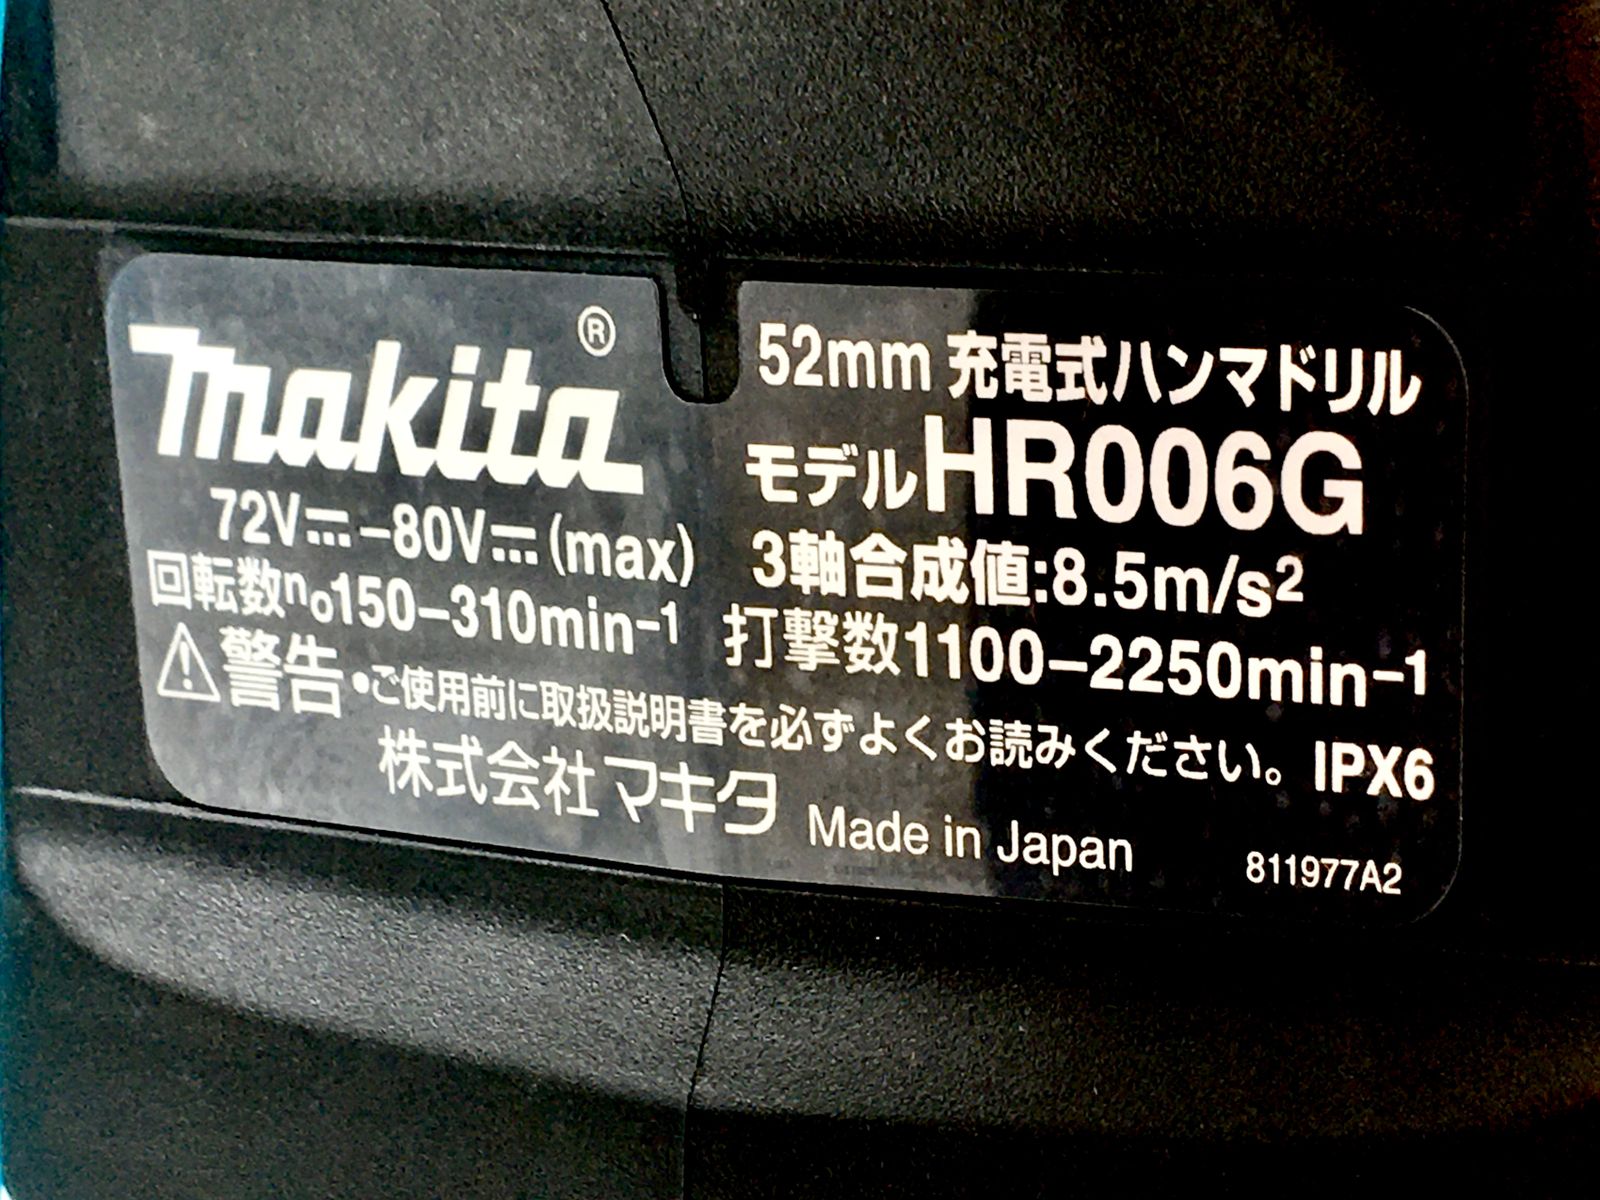 makita®
52mm 充電式ハンマドリル
モデルHR006G
72V⎓–80V⎓(max)
3軸合成値:8.5m/s²
回転数n₀150–310min⁻¹ 打撃数1100–2250min⁻¹
⚠警告 •ご使用前に取扱説明書を必ずよくお読みください。IPX6
株式会社マキタ Made in Japan 811977A2